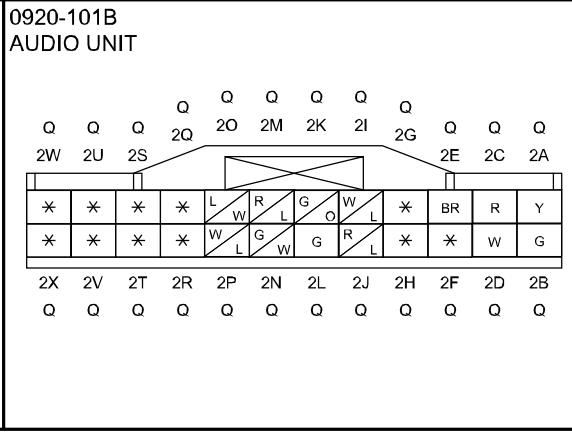 0920-101B
AUDIO UNIT
Q Q Q Q Q Q Q Q Q Q Q Q
2W 2U 2S 2Q 2O 2M 2K 2I 2G 2E 2C 2A
* * * * L/W R/L G/O W/L * BR R Y
* * * * W/L G/W G R/L * * W G
2X 2V 2T 2R 2P 2N 2L 2J 2H 2F 2D 2B
Q Q Q Q Q Q Q Q Q Q Q Q